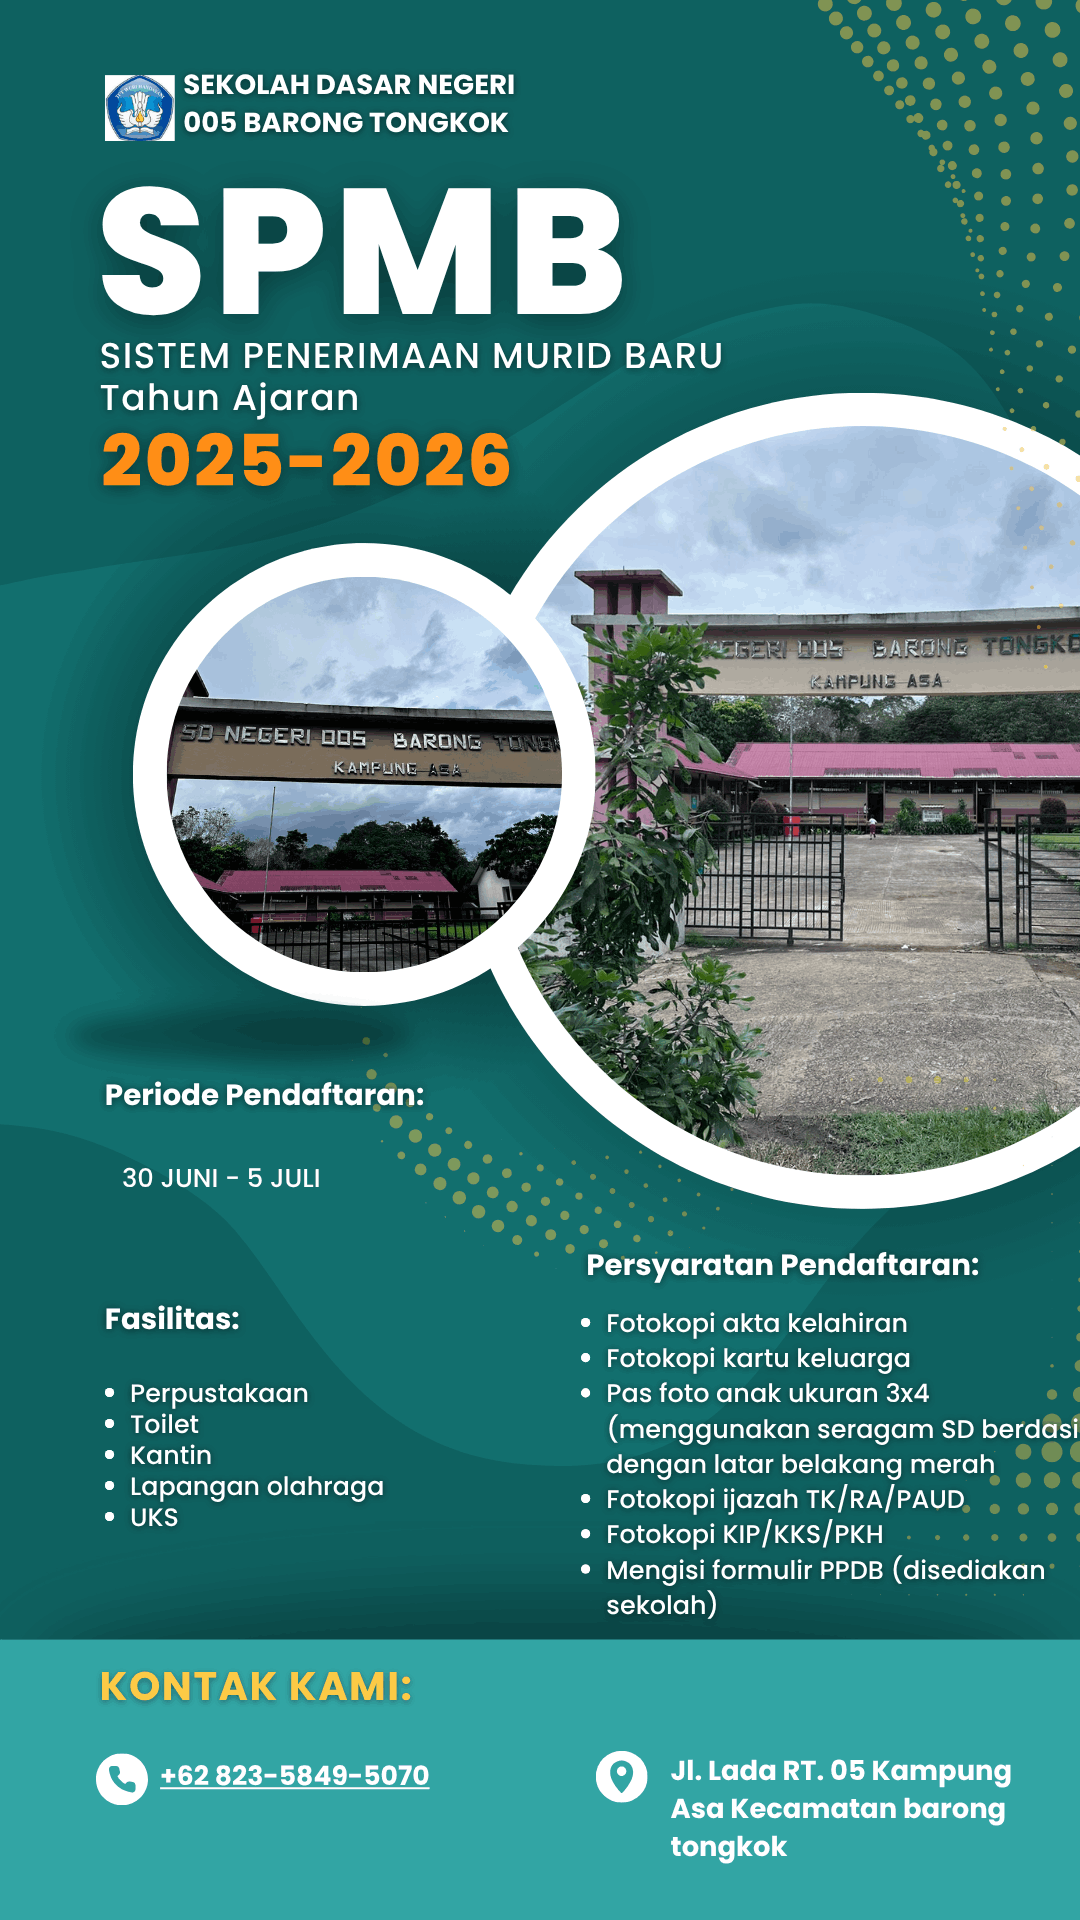 SEKOLAH DASAR NEGERI
005 BARONG TONGKOK
SPMB
SISTEM PENERIMAAN MURID BARU
Tahun Ajaran
2025-2026
NEGERI 005 BARONG
KAMPUNG ASA
SD NEGERI 005 BARONG
KAMPUNG ASA
Periode Pendaftaran:
30 JUNI - 5 JULI
Fasilitas:
• Perpustakaan
• Toilet
• Kantin
• Lapangan olahraga
• UKS
Persyaratan Pendaftaran:
• Fotokopi akta kelahiran
• Fotokopi kartu keluarga
• Pas foto anak ukuran 3x4
(menggunakan seragam SD berdasi
dengan latar belakang merah
• Fotokopi ijazah TK/RA/PAUD
• Fotokopi KIP/KKS/PKH
• Mengisi formulir PPDB (disediakan
sekolah)
KONTAK KAMI:
+62 823-5849-5070
Jl. Lada RT. 05 Kampung
Asa Kecamatan barong
tongkok